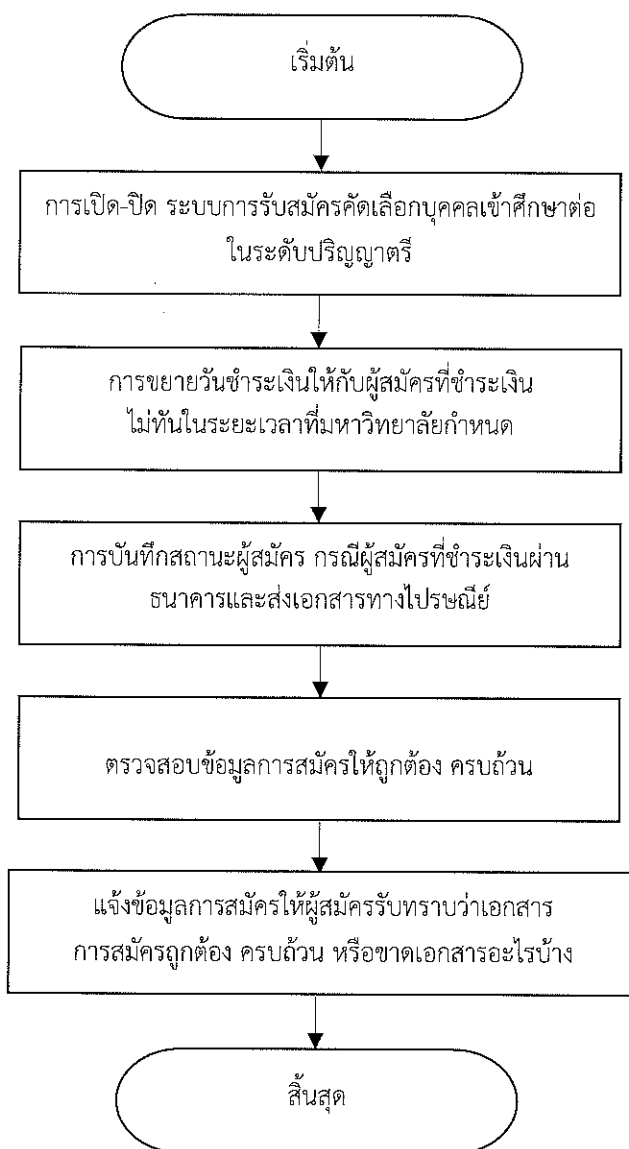 เริ่มต้น
การเปิด-ปิด ระบบการรับสมัครคัดเลือกบุคคลเข้าศึกษาต่อ
ในระดับปริญญาตรี
การขยายวันชำระเงินให้กับผู้สมัครที่ชำระเงิน
ไม่ทันในระยะเวลาที่มหาวิทยาลัยกำหนด
การบันทึกสถานะผู้สมัคร กรณีผู้สมัครที่ชำระเงินผ่าน
ธนาคารและส่งเอกสารทางไปรษณีย์
ตรวจสอบข้อมูลการสมัครให้ถูกต้อง ครบถ้วน
แจ้งข้อมูลการสมัครให้ผู้สมัครรับทราบว่าเอกสาร
การสมัครถูกต้อง ครบถ้วน หรือขาดเอกสารอะไรบ้าง
สิ้นสุด